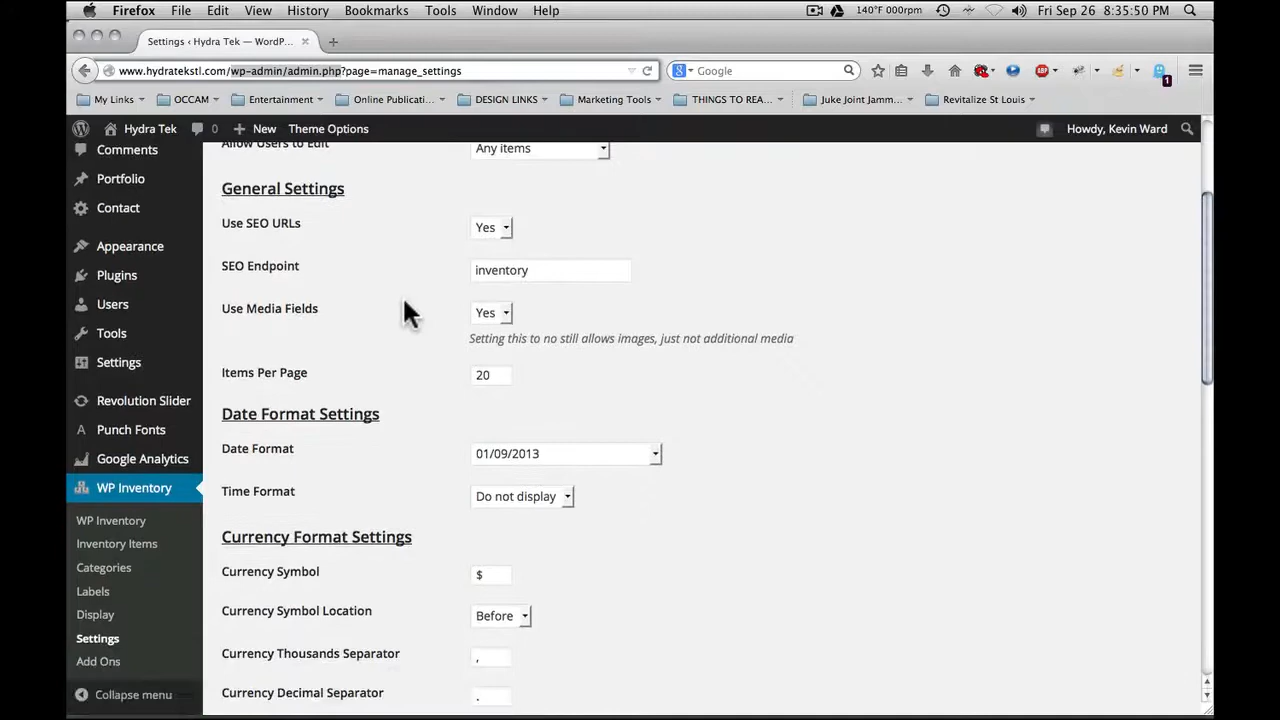 Firefox File Edit View History Bookmarks Tools Window Help 140°F 000rpm Fri Sep 26 8:35:50 PM
Settings ‹ Hydra Tek — WordP...
www.hydratekstl.com/wp-admin/admin.php?page=manage_settings Google ABP 1
My Links OCCAM Entertainment Online Publicati... DESIGN LINKS Marketing Tools THINGS TO REA... Juke Joint Jamm... Revitalize St Louis
Hydra Tek 0 New Theme Options Howdy, Kevin Ward
Comments
Portfolio
Contact
Appearance
Plugins
Users
Tools
Settings
Revolution Slider
Punch Fonts
Google Analytics
WP Inventory
WP Inventory
Inventory Items
Categories
Labels
Display
Settings
Add Ons
Collapse menu
Allow Users to Edit Any items
General Settings
Use SEO URLs Yes
SEO Endpoint inventory
Use Media Fields Yes
Setting this to no still allows images, just not additional media
Items Per Page 20
Date Format Settings
Date Format 01/09/2013
Time Format Do not display
Currency Format Settings
Currency Symbol $
Currency Symbol Location Before
Currency Thousands Separator ,
Currency Decimal Separator .